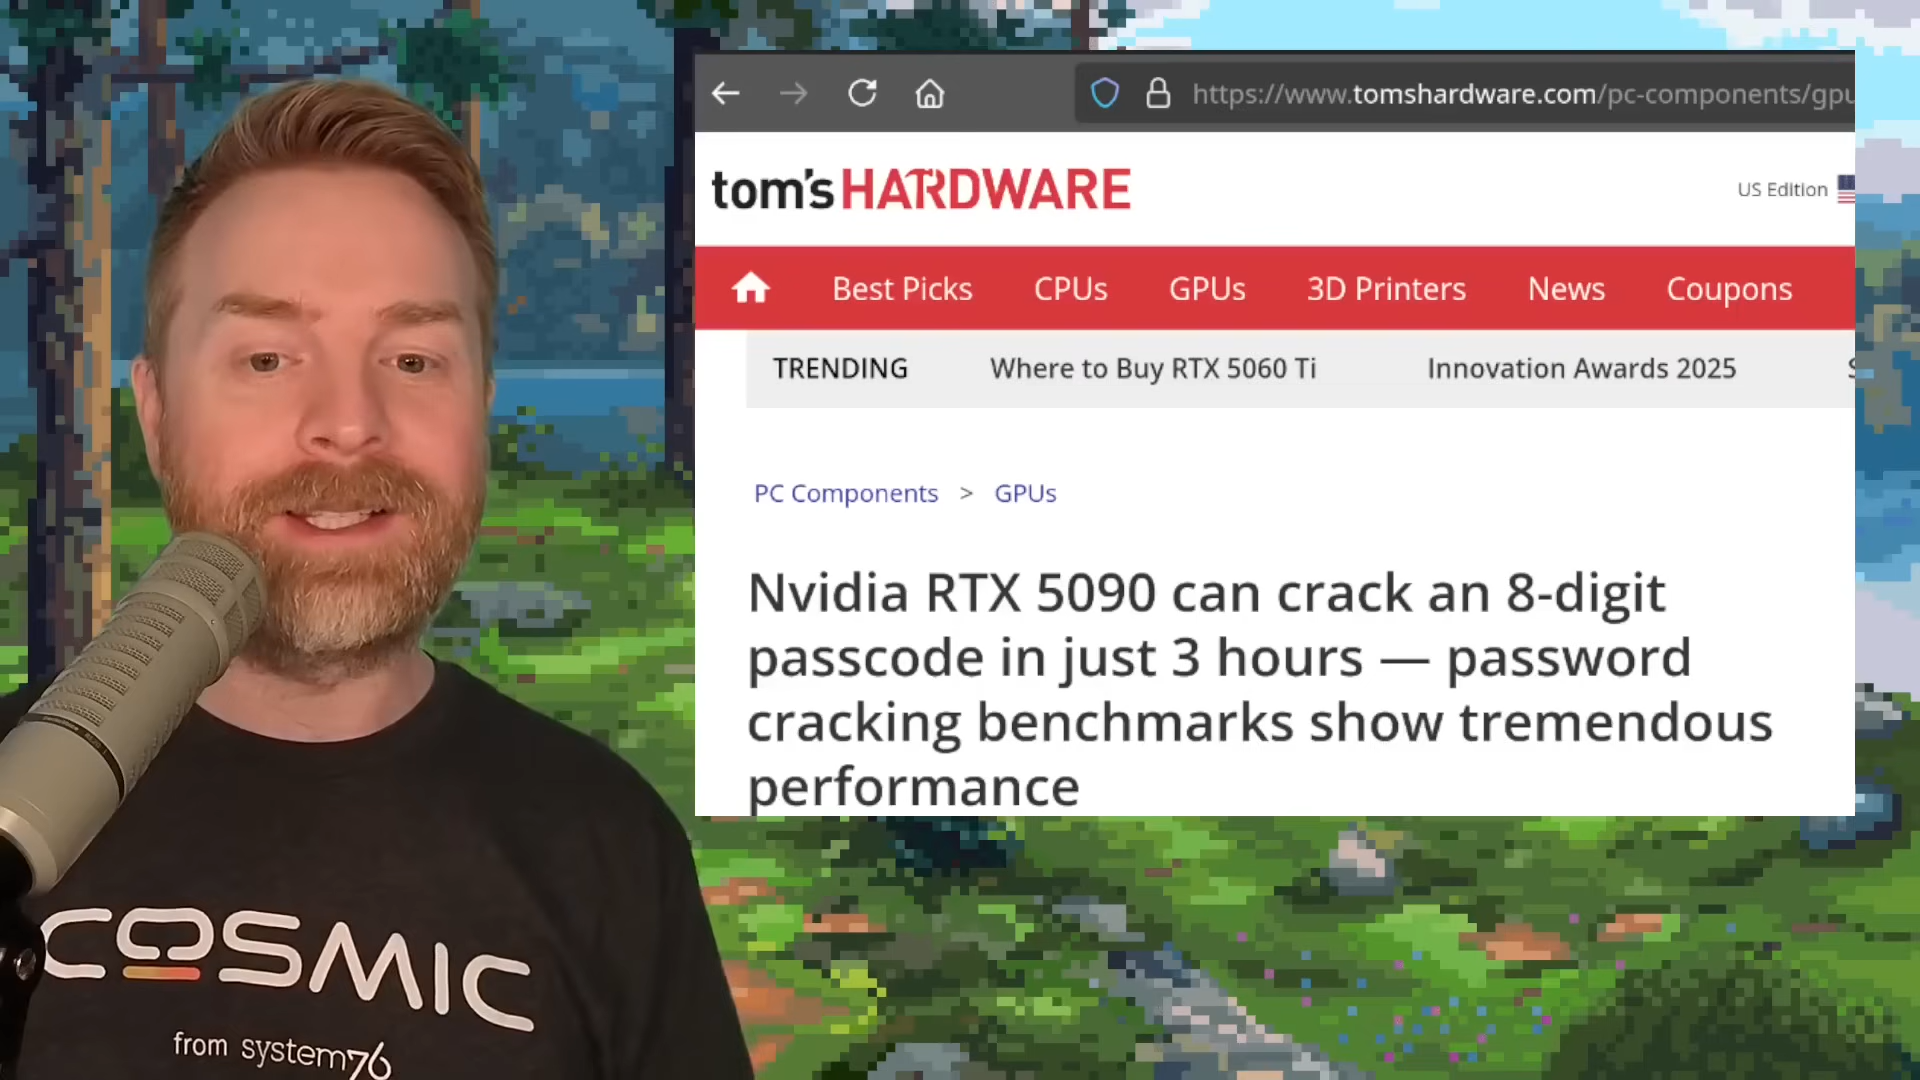 https://www.tomshardware.com/pc-components/gpu
tom's HARDWARE
US Edition
Best Picks CPUs GPUs 3D Printers News Coupons
TRENDING Where to Buy RTX 5060 Ti Innovation Awards 2025 S
PC Components > GPUs
Nvidia RTX 5090 can crack an 8-digit
passcode in just 3 hours — password
cracking benchmarks show tremendous
performance
COSMIC
from system76